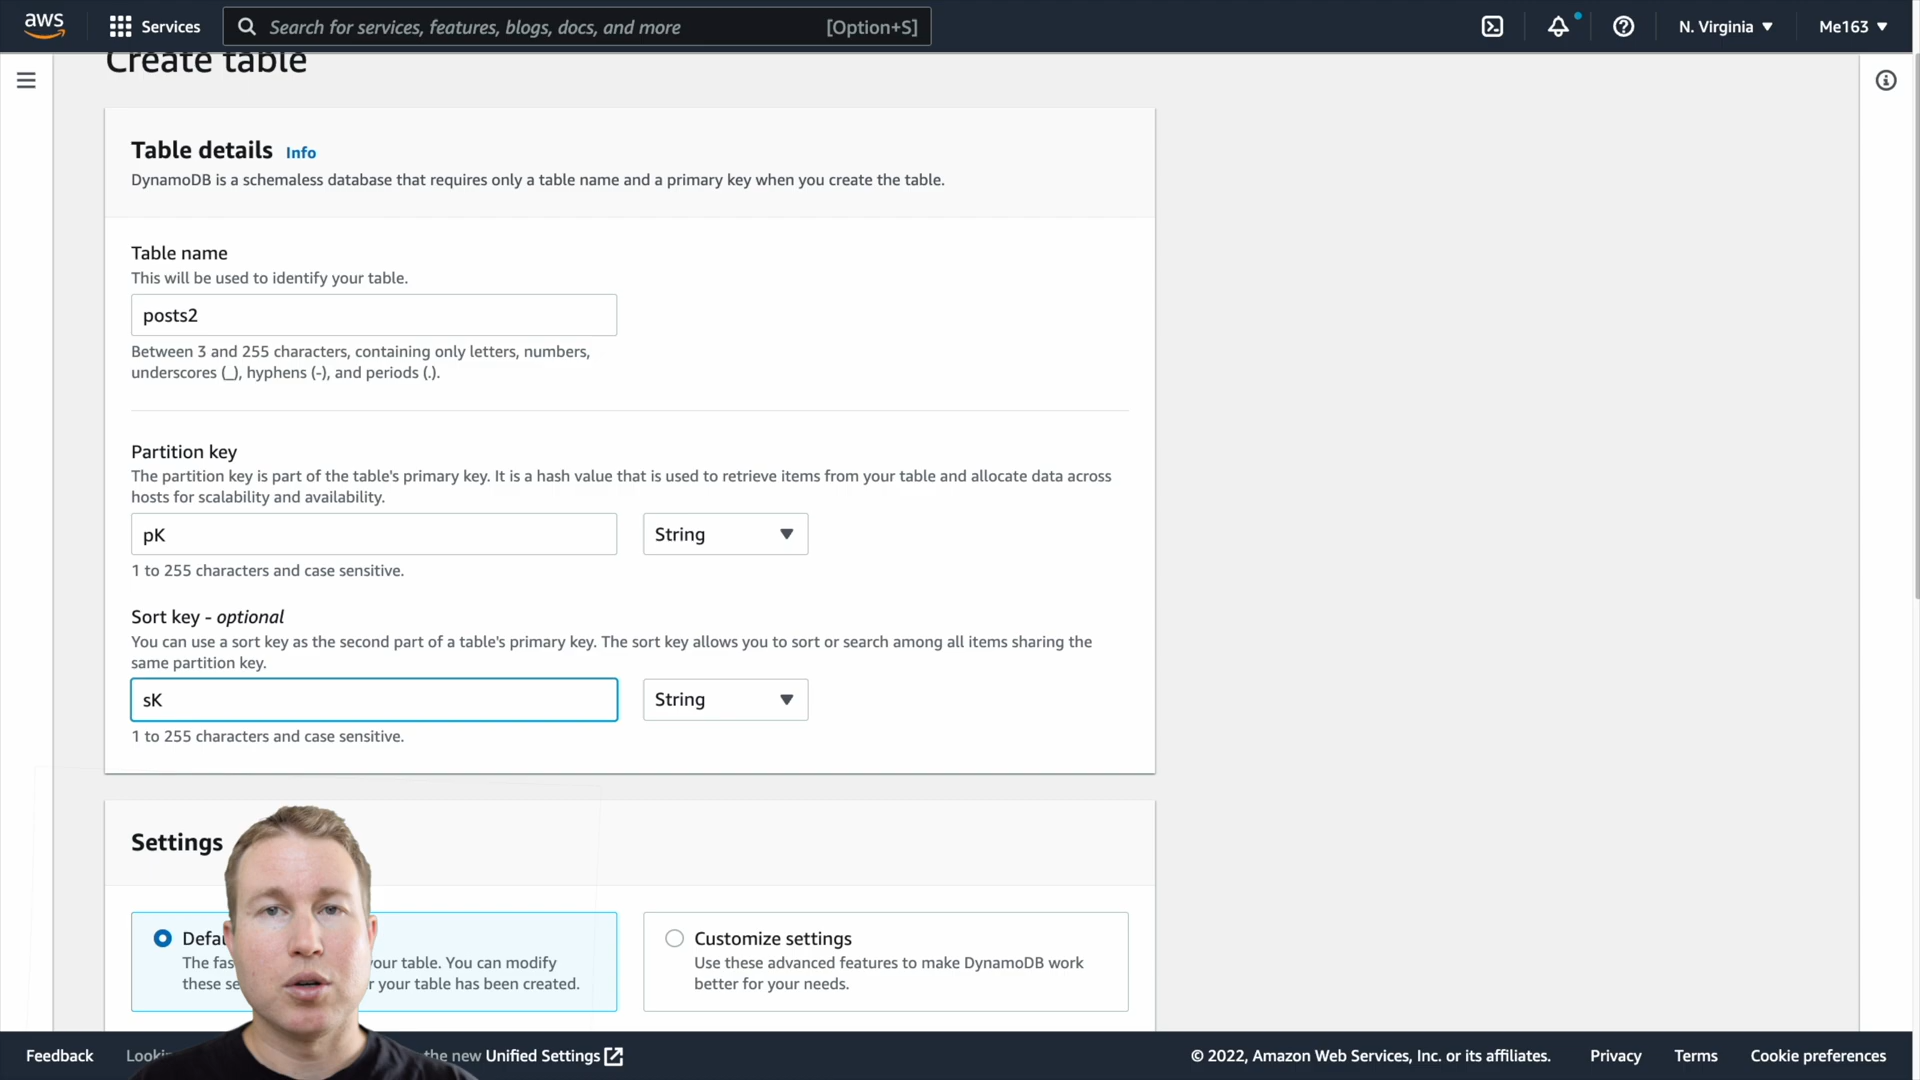 aws
Services
Search for services, features, blogs, docs, and more
[Option+S]
N. Virginia
Me163
Create table
Table details
Info
DynamoDB is a schemaless database that requires only a table name and a primary key when you create the table.
Table name
This will be used to identify your table.
posts2
Between 3 and 255 characters, containing only letters, numbers,
underscores (_), hyphens (-), and periods (.).
Partition key
The partition key is part of the table's primary key. It is a hash value that is used to retrieve items from your table and allocate data across
hosts for scalability and availability.
pK
String
1 to 255 characters and case sensitive.
Sort key - optional
You can use a sort key as the second part of a table's primary key. The sort key allows you to sort or search among all items sharing the
same partition key.
sK
String
1 to 255 characters and case sensitive.
Settings
The your table. You can modify
these your table has been created.
Customize settings
Use these advanced features to make DynamoDB work
better for your needs.
Feedback
the new Unified Settings
© 2022, Amazon Web Services, Inc. or its affiliates.
Privacy
Terms
Cookie preferences